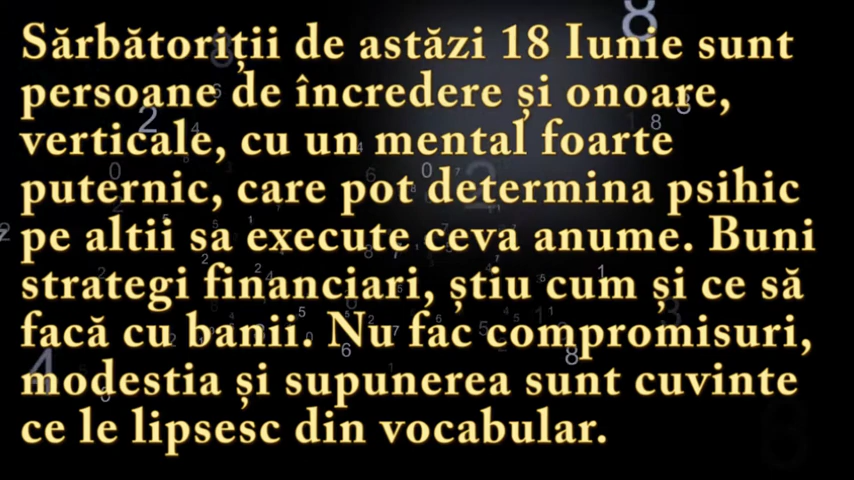 Sărbătoriții de astăzi 18 Iunie sunt
persoane de încredere și onoare,
verticale, cu un mental foarte
puternic, care pot determina psihic
pe altii sa execute ceva anume. Buni
strategi financiari, știu cum și ce să
facă cu banii. Nu fac compromisuri,
modestia și supunerea sunt cuvinte
ce le lipsesc din vocabular.